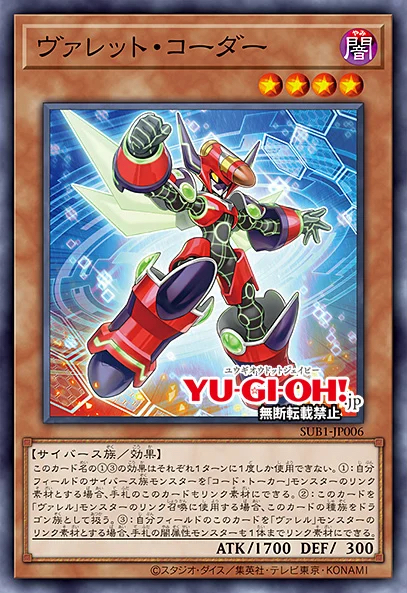 ヴァレット・コーダー
やみ
闇
ユウギオウドットジェイピー
YU-GI-OH!.jp
無断転載禁止
SUB1-JP006
【サイバース族／効果】
このカード名の①③の効果はそれぞれ1ターンに1度しか使用できない。①：自分
フィールドのサイバース族モンスターを「コード・トーカー」モンスターのリンク
素材とする場合、手札のこのカードもリンク素材にできる。②：このカードを
「ヴァレル」モンスターのリンク召喚に使用する場合、このカードの種族をドラ
ゴン族として扱う。③：自分フィールドのこのカードを「ヴァレル」モンスターの
リンク素材とする場合、手札の闇属性モンスターも1体までリンク素材にできる。
ATK/1700 DEF/ 300
©スタジオ・ダイス／集英社・テレビ東京・KONAMI